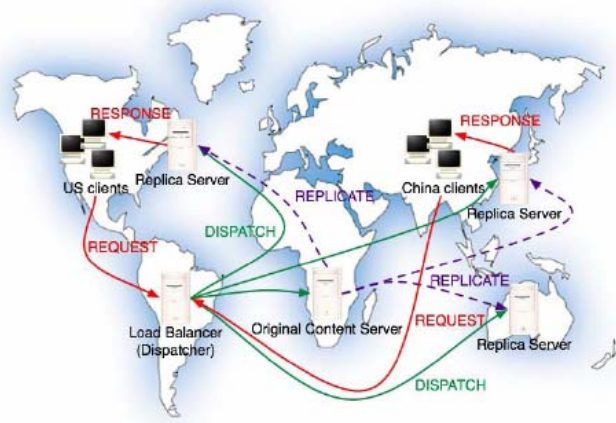 RESPONSE
US clients
Replica Server
RESPONSE
China clients
Replica Server
REPLICATE
DISPATCH
REQUEST
REPLICATE
Load Balancer
(Dispatcher)
Original Content Server
REQUEST
Replica Server
DISPATCH